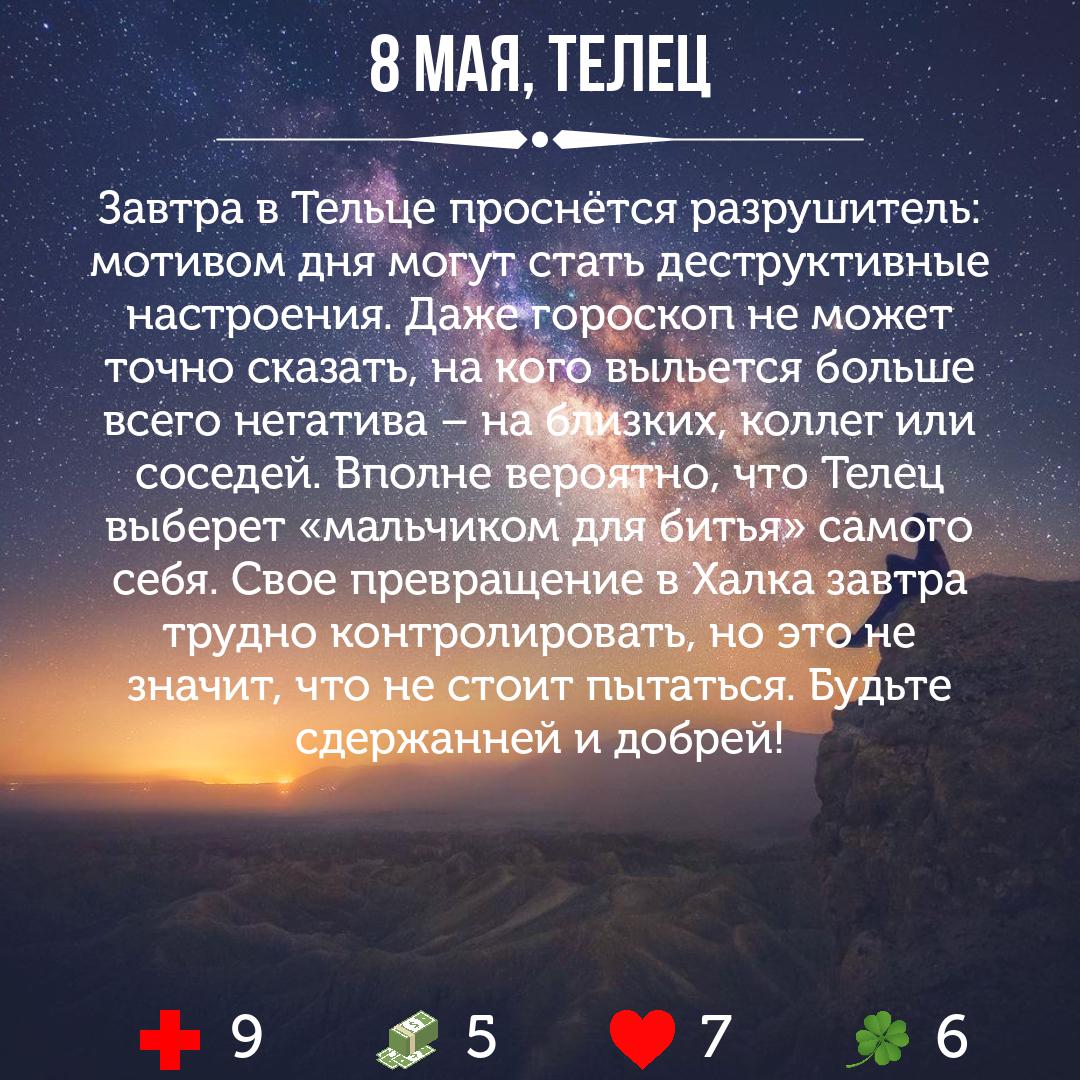 8 МАЯ, ТЕЛЕЦ
Завтра в Тельце проснётся разрушитель:
мотивом дня могут стать деструктивные
настроения. Даже гороскоп не может
точно сказать, на кого выльется больше
всего негатива – на близких, коллег или
соседей. Вполне вероятно, что Телец
выберет «мальчиком для битья» самого
себя. Свое превращение в Халка завтра
трудно контролировать, но это не
значит, что не стоит пытаться. Будьте
сдержанней и добрей!
9 5 7 6